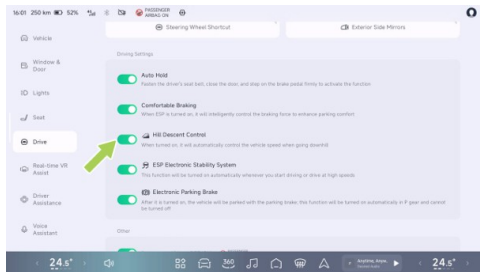 16:01 250 km 52% PASSENGER AIRBAG ON
Steering Wheel Shortcut
Exterior Side Mirrors
Vehicle
Window & Door
Lights
Seat
Drive
Real-time VR Assist
Driver Assistance
Voice Assistant
Driving Settings
Auto Hold
Fasten the driver's seat belt, close the door, and step on the brake pedal firmly to activate the function
Comfortable Braking
When ESP is turned on, it will intelligently control the braking force to enhance parking comfort
Hill Descent Control
When turned on, it will automatically control the vehicle speed when going downhill
ESP Electronic Stability System
This function will be turned on automatically whenever you start driving or drive at high speeds
Electronic Parking Brake
After it is turned on, the vehicle will be parked with the parking brake; this function will be turned on automatically in P gear and cannot
be turned off
Other
24.5°
360
24.5°